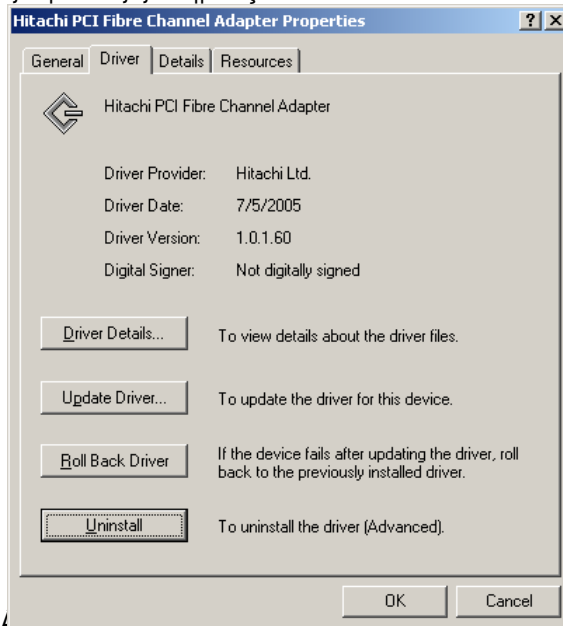 Hitachi PCI Fibre Channel Adapter Properties
General Driver Details Resources
Hitachi PCI Fibre Channel Adapter
Driver Provider: Hitachi Ltd.
Driver Date: 7/5/2005
Driver Version: 1.0.1.60
Digital Signer: Not digitally signed
Driver Details... To view details about the driver files.
Update Driver... To update the driver for this device.
Roll Back Driver If the device fails after updating the driver, roll
back to the previously installed driver.
Uninstall To uninstall the driver (Advanced).
OK Cancel